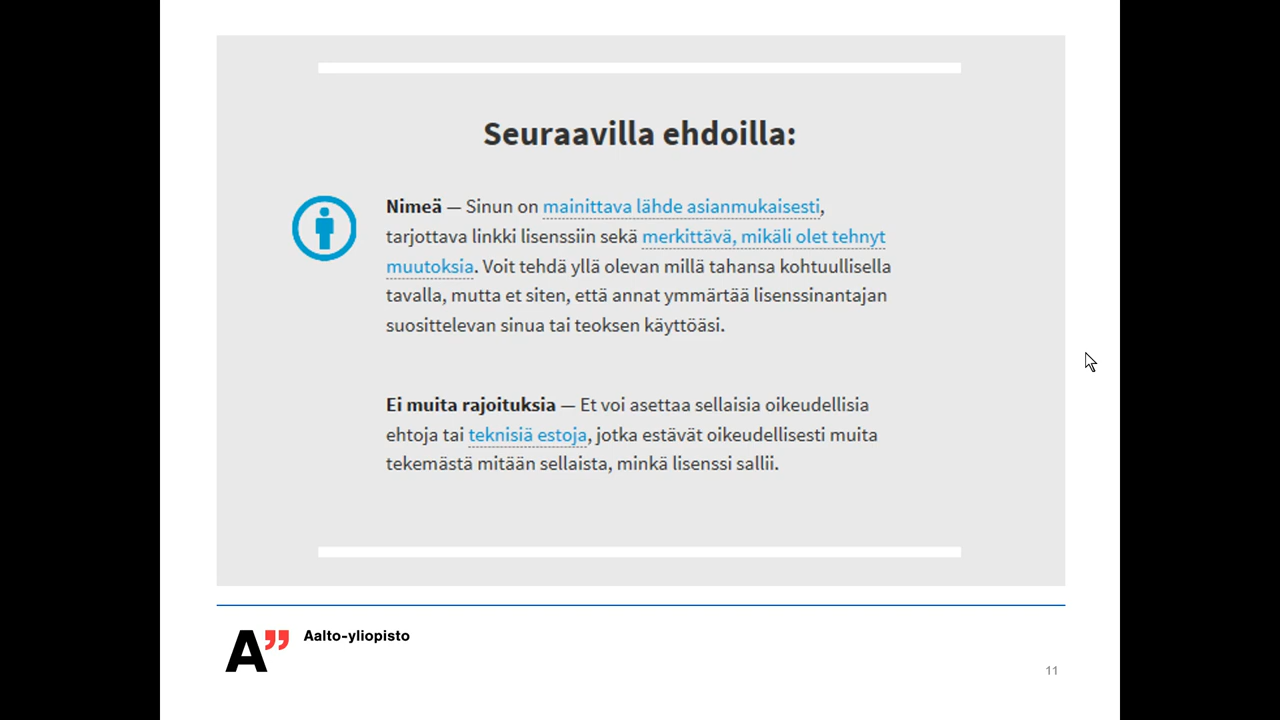 Seuraavilla ehdoilla:
Nimeä — Sinun on mainittava lähde asianmukaisesti,
tarjottava linkki lisenssiin sekä merkittävä, mikäli olet tehnyt
muutoksia. Voit tehdä yllä olevan millä tahansa kohtuullisella
tavalla, mutta et siten, että annat ymmärtää lisenssinantajan
suosittelevan sinua tai teoksen käyttöäsi.
Ei muita rajoituksia — Et voi asettaa sellaisia oikeudellisia
ehtoja tai teknisiä estoja, jotka estävät oikeudellisesti muita
tekemästä mitään sellaista, minkä lisenssi sallii.
A”
Aalto-yliopisto
11